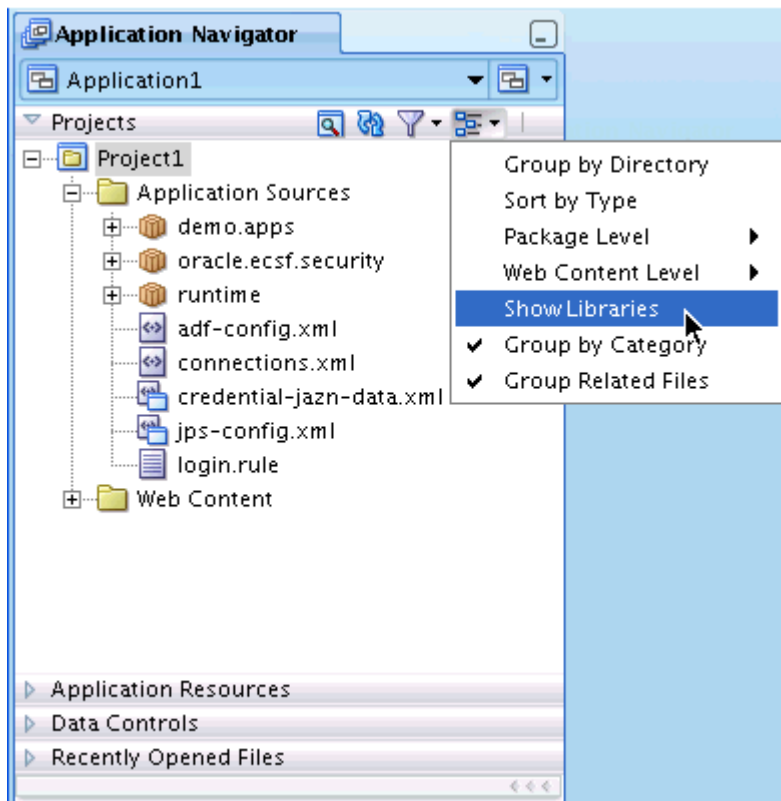 Application Navigator
Application1
Projects
Project1
Application Sources
demo.apps
oracle.ecsf.security
runtime
adf-config.xml
connections.xml
credential-jazn-data.xml
jps-config.xml
login.rule
Web Content
Group by Directory
Sort by Type
Package Level
Web Content Level
Show Libraries
Group by Category
Group Related Files
Application Resources
Data Controls
Recently Opened Files